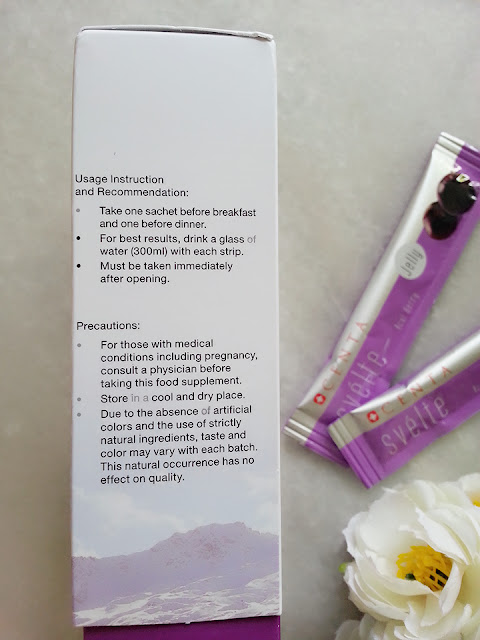 Usage Instruction
and Recommendation:
• Take one sachet before breakfast
and one before dinner.
• For best results, drink a glass of
water (300ml) with each strip.
• Must be taken immediately
after opening.
Precautions:
• For those with medical
conditions including pregnancy,
consult a physician before
taking this food supplement.
• Store in a cool and dry place.
• Due to the absence of artificial
colors and the use of strictly
natural ingredients, taste and
color may vary with each batch.
This natural occurrence has no
effect on quality.
Jelly
Acai Berry
CENTA
svelte
CENTA
svelte